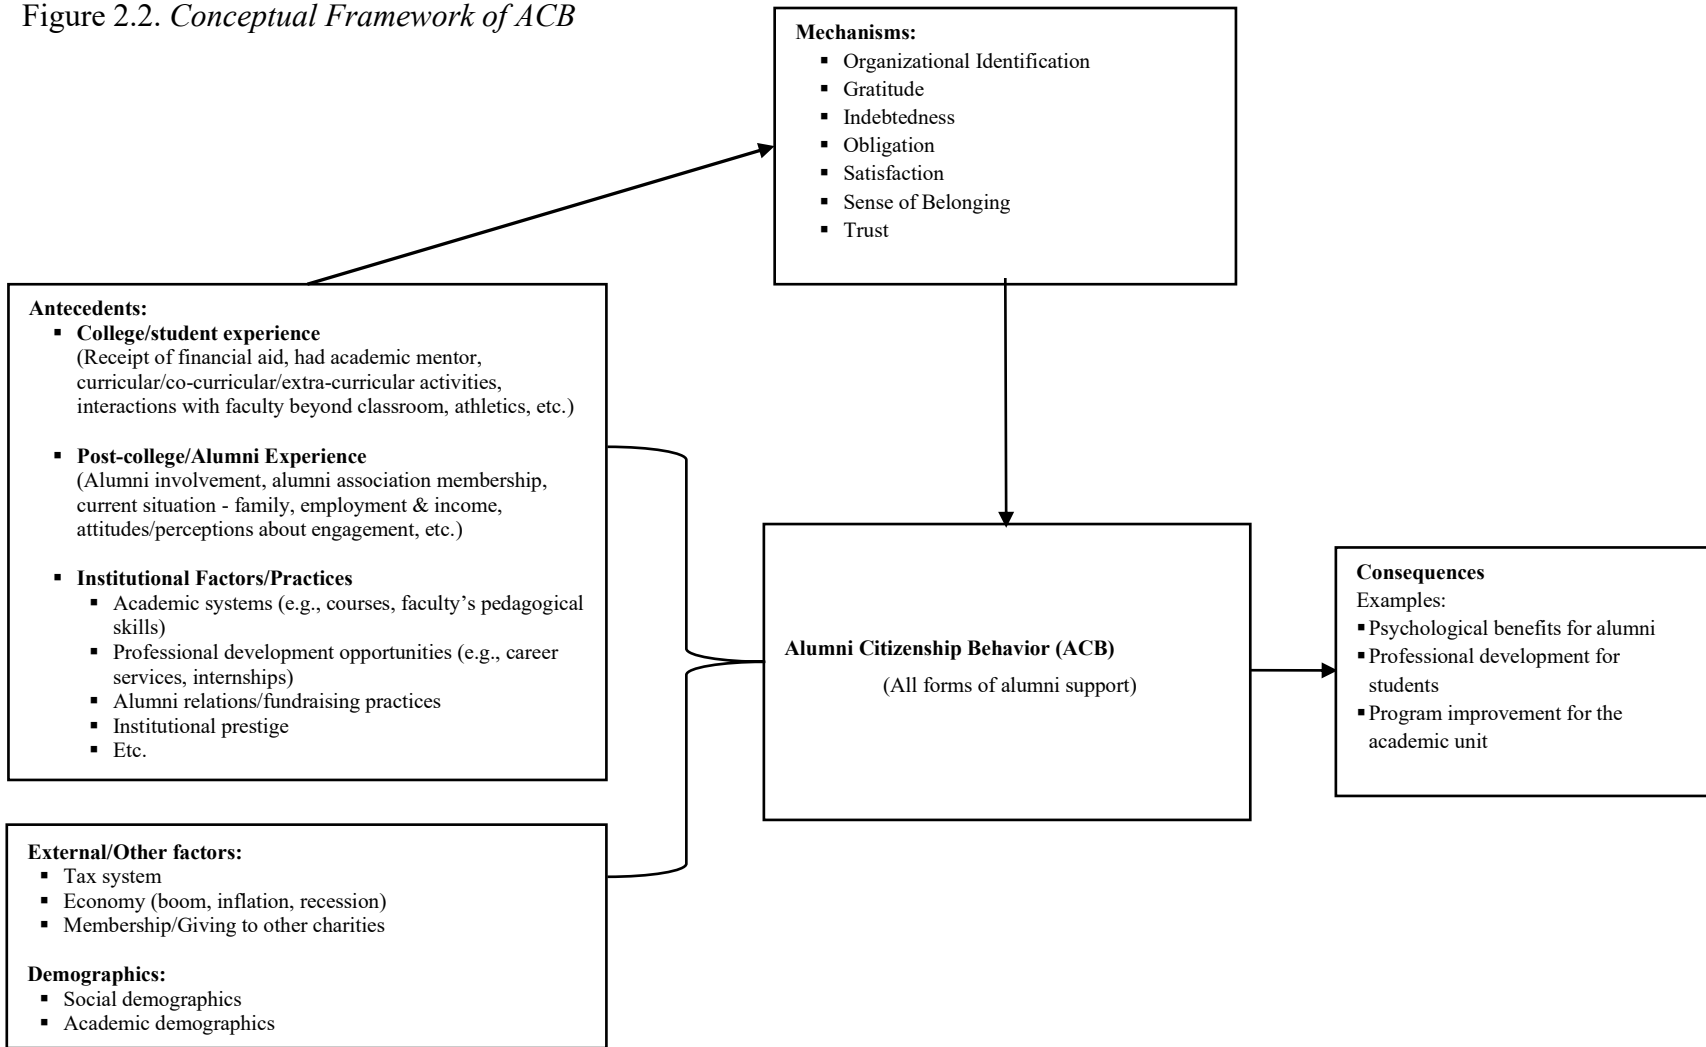 Figure 2.2. Conceptual Framework of ACB
Mechanisms:
▪ Organizational Identification
▪ Gratitude
▪ Indebtedness
▪ Obligation
▪ Satisfaction
▪ Sense of Belonging
▪ Trust
Antecedents:
▪ College/student experience
(Receipt of financial aid, had academic mentor,
curricular/co-curricular/extra-curricular activities,
interactions with faculty beyond classroom, athletics, etc.)
▪ Post-college/Alumni Experience
(Alumni involvement, alumni association membership,
current situation - family, employment & income,
attitudes/perceptions about engagement, etc.)
▪ Institutional Factors/Practices
▪ Academic systems (e.g., courses, faculty’s pedagogical
skills)
▪ Professional development opportunities (e.g., career
services, internships)
▪ Alumni relations/fundraising practices
▪ Institutional prestige
▪ Etc.
External/Other factors:
▪ Tax system
▪ Economy (boom, inflation, recession)
▪ Membership/Giving to other charities
Demographics:
▪ Social demographics
▪ Academic demographics
Alumni Citizenship Behavior (ACB)
(All forms of alumni support)
Consequences
Examples:
▪ Psychological benefits for alumni
▪ Professional development for
students
▪ Program improvement for the
academic unit